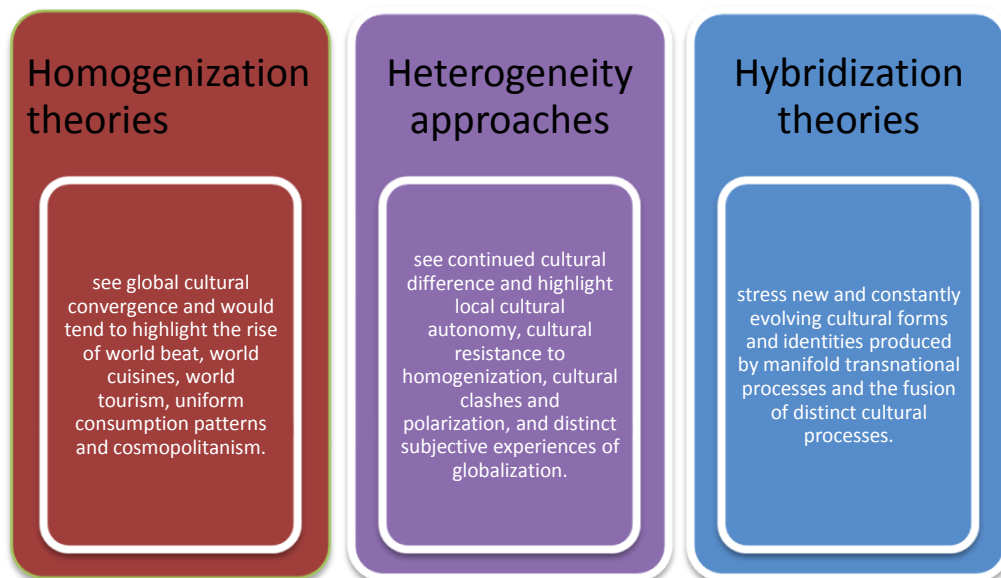 Homogenization
theories
see global cultural
convergence and would
tend to highlight the rise
of world beat, world
cuisines, world
tourism, uniform
consumption patterns
and cosmopolitanism.
Heterogeneity
approaches
see continued cultural
difference and highlight
local cultural
autonomy, cultural
resistance to
homogenization, cultural
clashes and
polarization, and distinct
subjective experiences of
globalization.
Hybridization
theories
stress new and constantly
evolving cultural forms
and identities produced
by manifold transnational
processes and the fusion
of distinct cultural
processes.